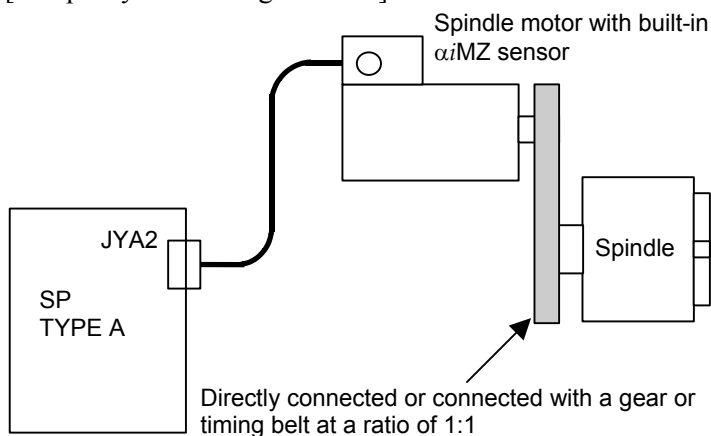 Spindle motor with built-in
αiMZ sensor
JYA2
SP
TYPE A
Spindle
Directly connected or connected with a gear or
timing belt at a ratio of 1:1